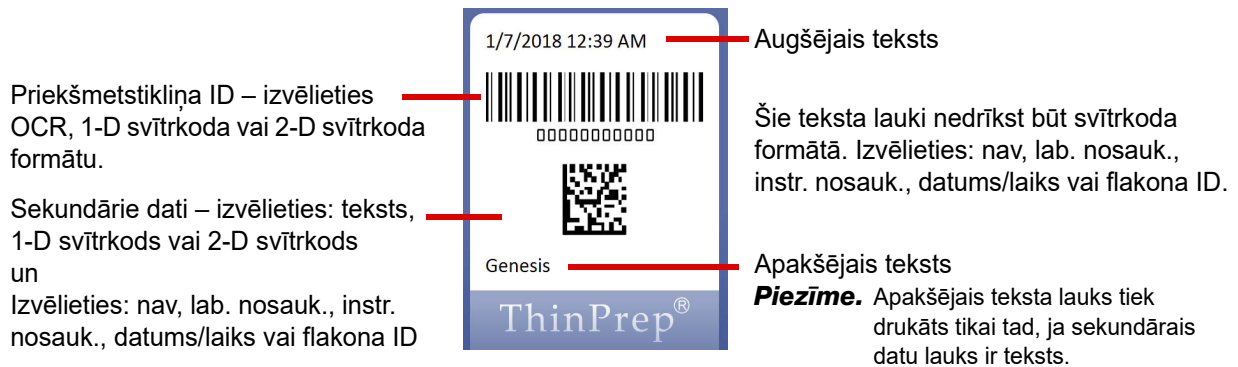 1/7/2018 12:39 AM
Augšējais teksts
Priekšmetstikliņa ID – izvēlieties
OCR, 1-D svītrkoda vai 2-D svītrkoda
formātu.
00000000000
Šie teksta lauki nedrīkst būt svītrkoda
formātā. Izvēlieties: nav, lab. nosauk.,
instr. nosauk., datums/laiks vai flakona ID.
Sekundārie dati – izvēlieties: teksts,
1-D svītrkods vai 2-D svītrkods
un
Izvēlieties: nav, lab. nosauk., instr.
nosauk., datums/laiks vai flakona ID
Genesis
ThinPrep®
Apakšējais teksts
Piezīme. Apakšējais teksta lauks tiek
drukāts tikai tad, ja sekundārais
datu lauks ir teksts.